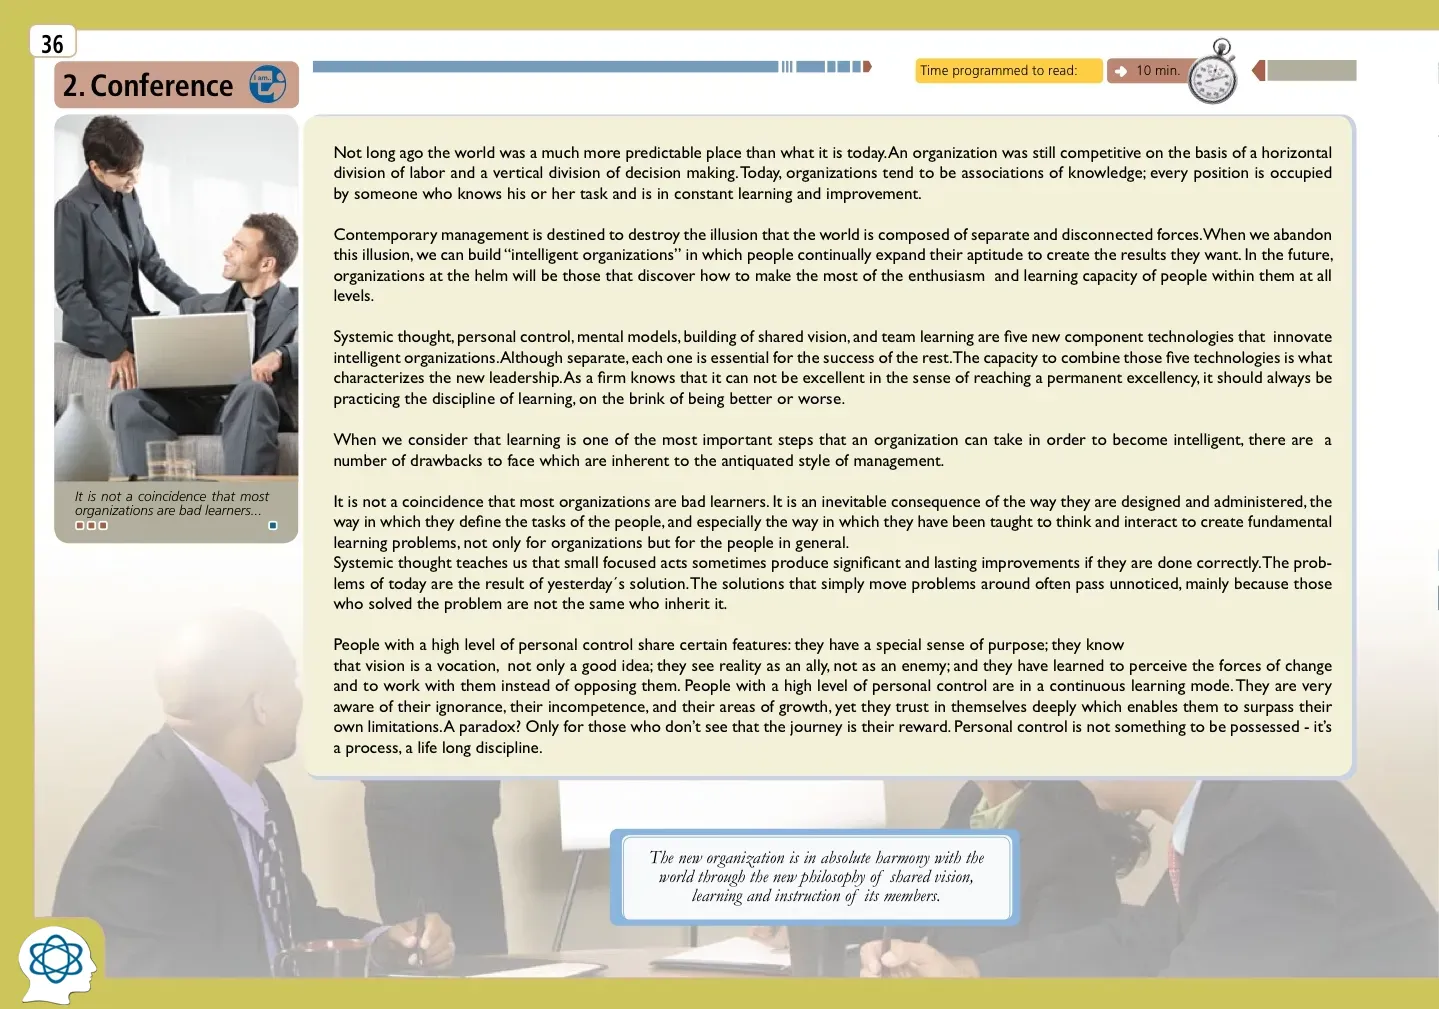 36
2. Conference
I am...
Time programmed to read:
10 min.
Not long ago the world was a much more predictable place than what it is today. An organization was still competitive on the basis of a horizontal
division of labor and a vertical division of decision making. Today, organizations tend to be associations of knowledge; every position is occupied
by someone who knows his or her task and is in constant learning and improvement.
Contemporary management is destined to destroy the illusion that the world is composed of separate and disconnected forces. When we abandon
this illusion, we can build “intelligent organizations” in which people continually expand their aptitude to create the results they want. In the future,
organizations at the helm will be those that discover how to make the most of the enthusiasm and learning capacity of people within them at all
levels.
Systemic thought, personal control, mental models, building of shared vision, and team learning are five new component technologies that innovate
intelligent organizations. Although separate, each one is essential for the success of the rest. The capacity to combine those five technologies is what
characterizes the new leadership. As a firm knows that it can not be excellent in the sense of reaching a permanent excellency, it should always be
practicing the discipline of learning, on the brink of being better or worse.
When we consider that learning is one of the most important steps that an organization can take in order to become intelligent, there are a
number of drawbacks to face which are inherent to the antiquated style of management.
It is not a coincidence that most organizations are bad learners. It is an inevitable consequence of the way they are designed and administered, the
way in which they define the tasks of the people, and especially the way in which they have been taught to think and interact to create fundamental
learning problems, not only for organizations but for the people in general.
Systemic thought teaches us that small focused acts sometimes produce significant and lasting improvements if they are done correctly. The prob-
lems of today are the result of yesterday´s solution. The solutions that simply move problems around often pass unnoticed, mainly because those
who solved the problem are not the same who inherit it.
People with a high level of personal control share certain features: they have a special sense of purpose; they know
that vision is a vocation, not only a good idea; they see reality as an ally, not as an enemy; and they have learned to perceive the forces of change
and to work with them instead of opposing them. People with a high level of personal control are in a continuous learning mode. They are very
aware of their ignorance, their incompetence, and their areas of growth, yet they trust in themselves deeply which enables them to surpass their
own limitations. A paradox? Only for those who don’t see that the journey is their reward. Personal control is not something to be possessed - it’s
a process, a life long discipline.
It is not a coincidence that most
organizations are bad learners...
The new organization is in absolute harmony with the
world through the new philosophy of shared vision,
learning and instruction of its members.